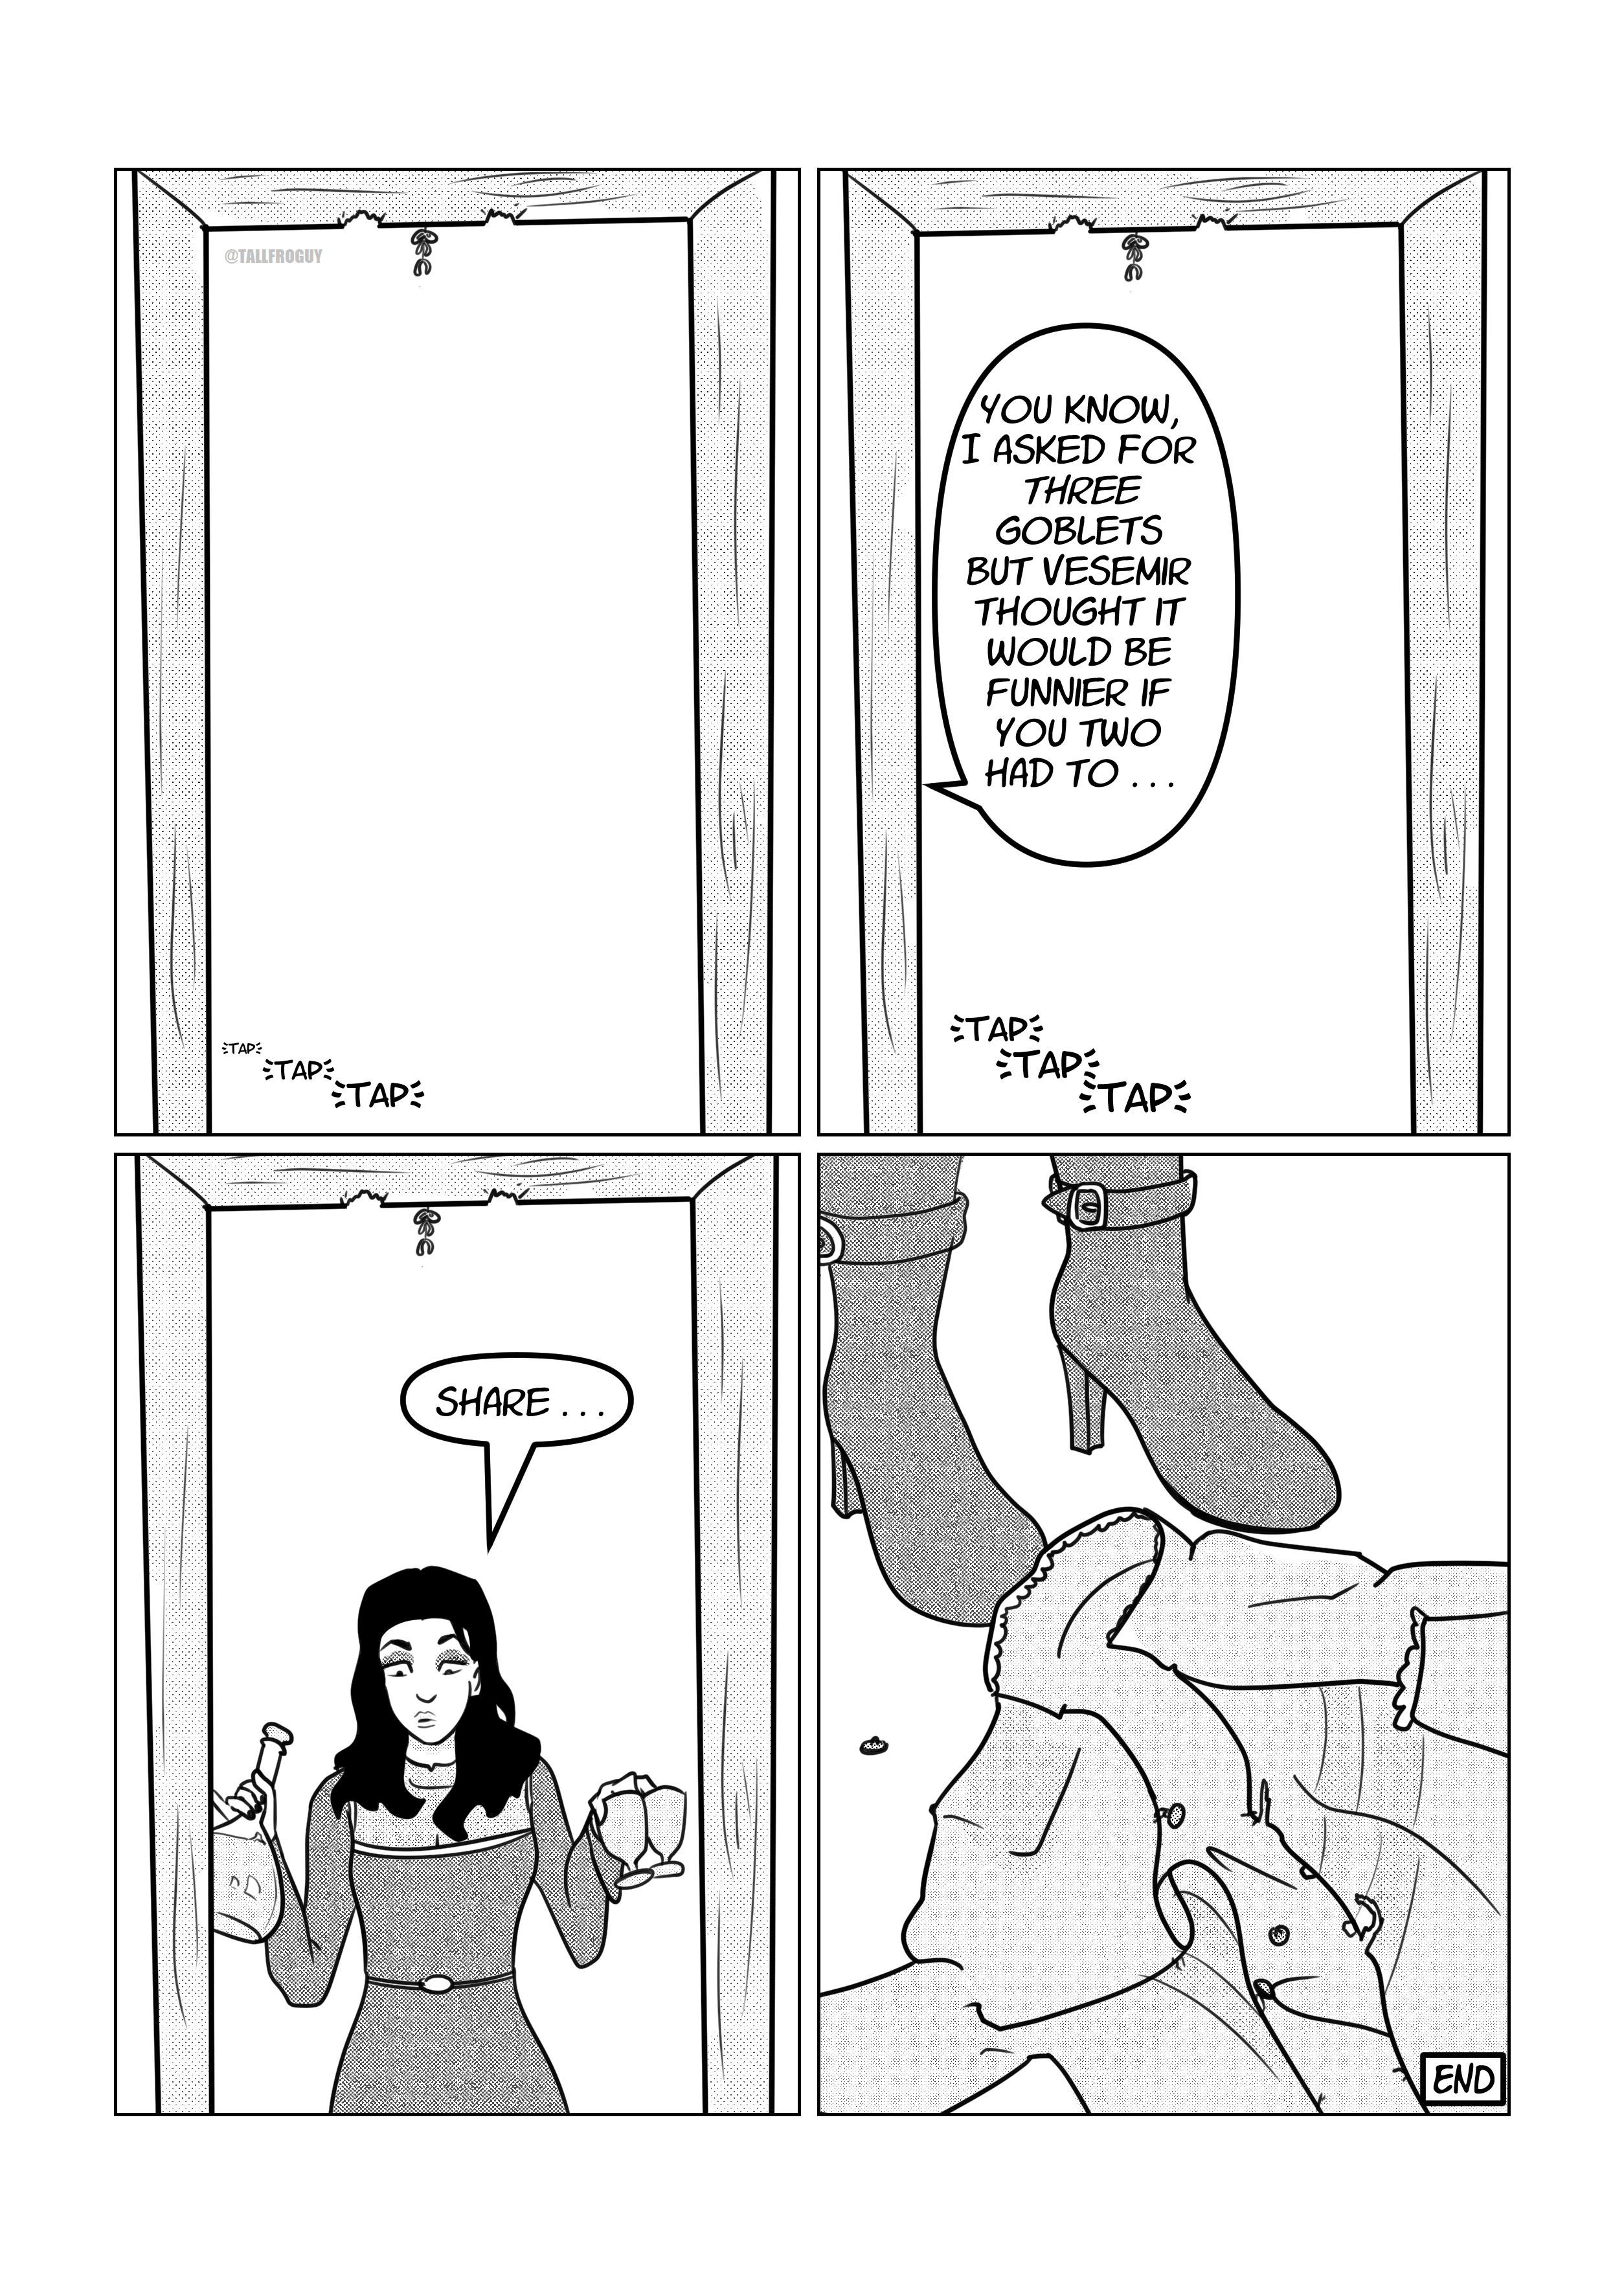 @TALLFROGUY
TAP
TAP
TAP
YOU KNOW,
I ASKED FOR
THREE
GOBLETS
BUT VESEMIR
THOUGHT IT
WOULD BE
FUNNIER IF
YOU TWO
HAD TO . . .
TAP
TAP
TAP
SHARE . . .
END